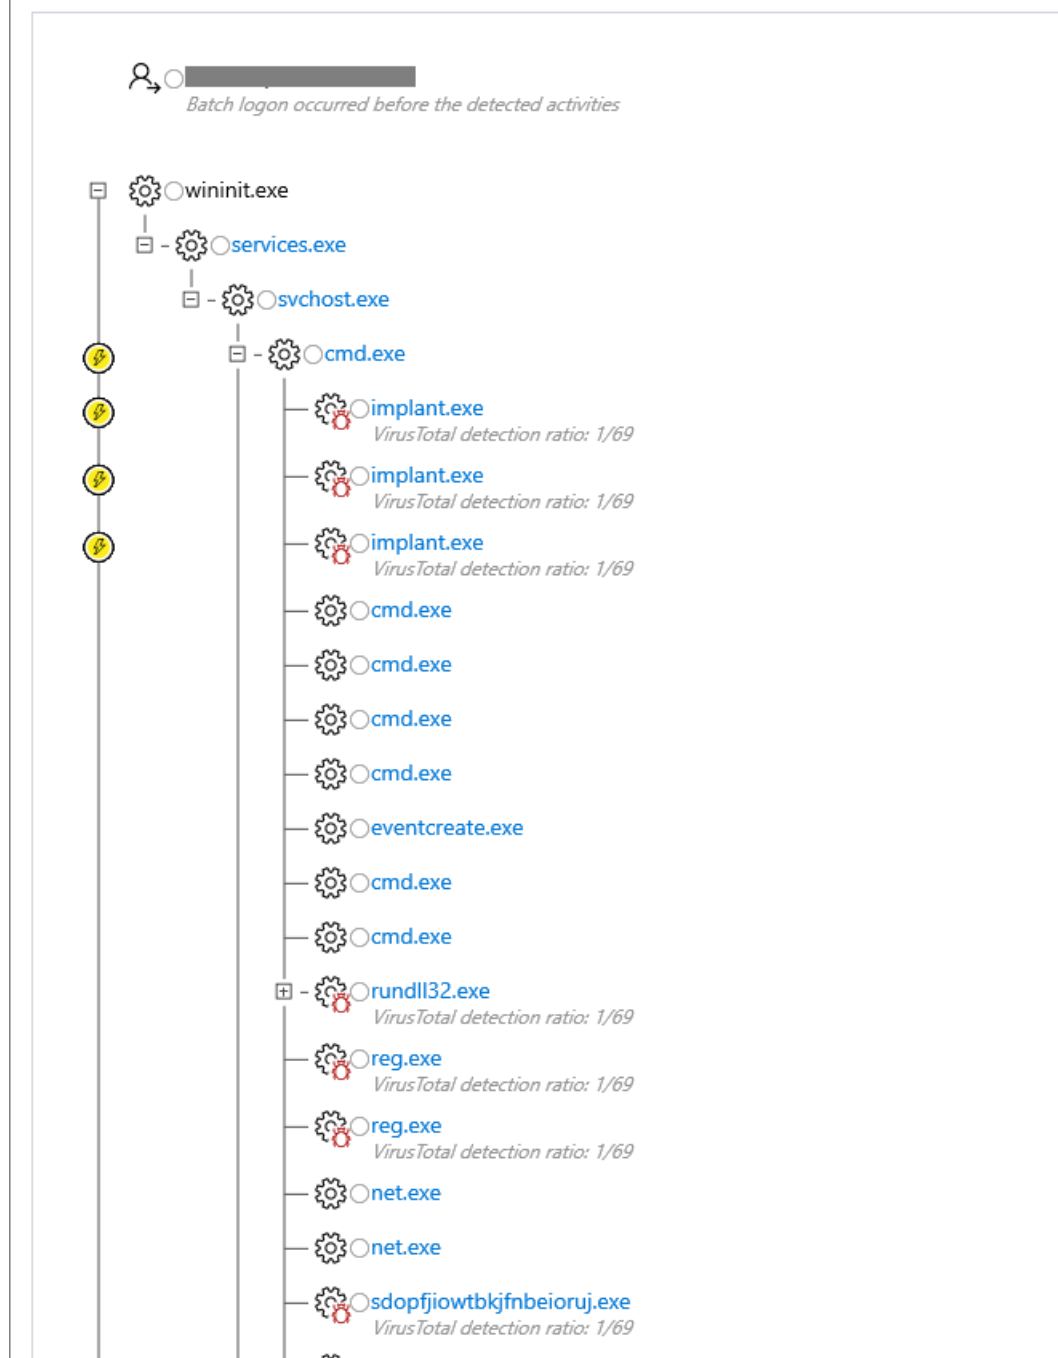 Batch logon occurred before the detected activities
wininit.exe
services.exe
svchost.exe
cmd.exe
implant.exe
VirusTotal detection ratio: 1/69
implant.exe
VirusTotal detection ratio: 1/69
implant.exe
VirusTotal detection ratio: 1/69
cmd.exe
cmd.exe
cmd.exe
cmd.exe
eventcreate.exe
cmd.exe
cmd.exe
rundll32.exe
VirusTotal detection ratio: 1/69
reg.exe
VirusTotal detection ratio: 1/69
reg.exe
VirusTotal detection ratio: 1/69
net.exe
net.exe
sdopfjiowtbkjfnbeioruj.exe
VirusTotal detection ratio: 1/69